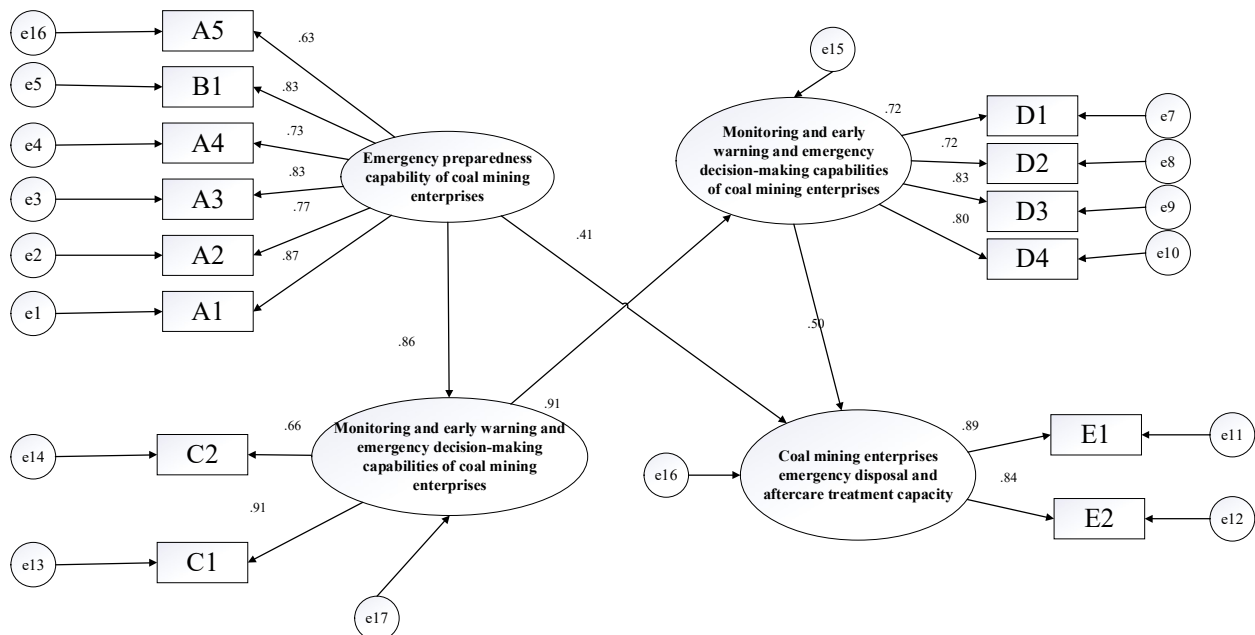 e16
A5
.63
e5
B1
.83
e4
A4
.73
e3
A3
.83
e2
A2
.77
e1
A1
.87
Emergency preparedness
capability of coal mining
enterprises
.41
.86
e15
Monitoring and early
warning and emergency
decision-making capabilities
of coal mining enterprises
.72
D1
e7
.72
D2
e8
.83
D3
e9
.80
D4
e10
.50
.91
Monitoring and early warning and
emergency decision-making
capabilities of coal mining
enterprises
.66
C2
e14
.91
C1
e13
e17
e16
Coal mining enterprises
emergency disposal and
aftercare treatment capacity
.89
E1
e11
.84
E2
e12